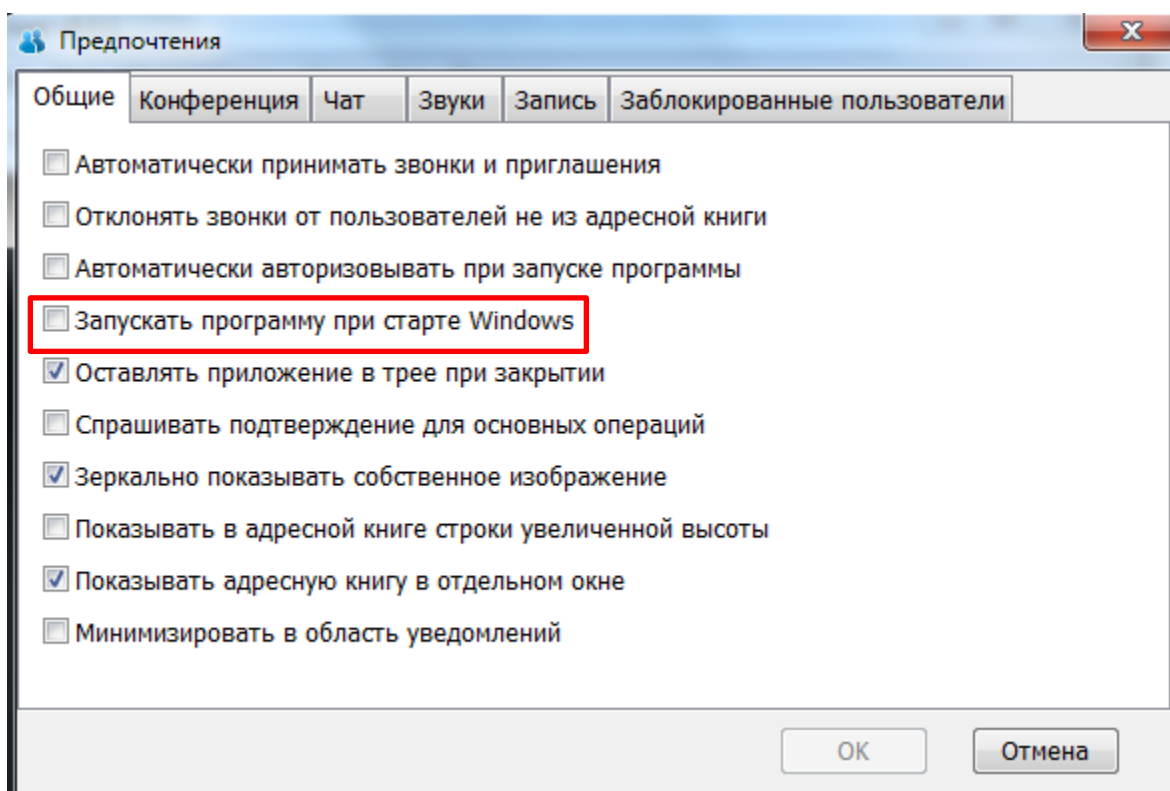 Предпочтения
Общие Конференция Чат Звуки Запись Заблокированные пользователи
Автоматически принимать звонки и приглашения
Отклонять звонки от пользователей не из адресной книги
Автоматически авторизовывать при запуске программы
Запускать программу при старте Windows
Оставлять приложение в трее при закрытии
Спрашивать подтверждение для основных операций
Зеркально показывать собственное изображение
Показывать в адресной книге строки увеличенной высоты
Показывать адресную книгу в отдельном окне
Минимизировать в область уведомлений
OK Отмена